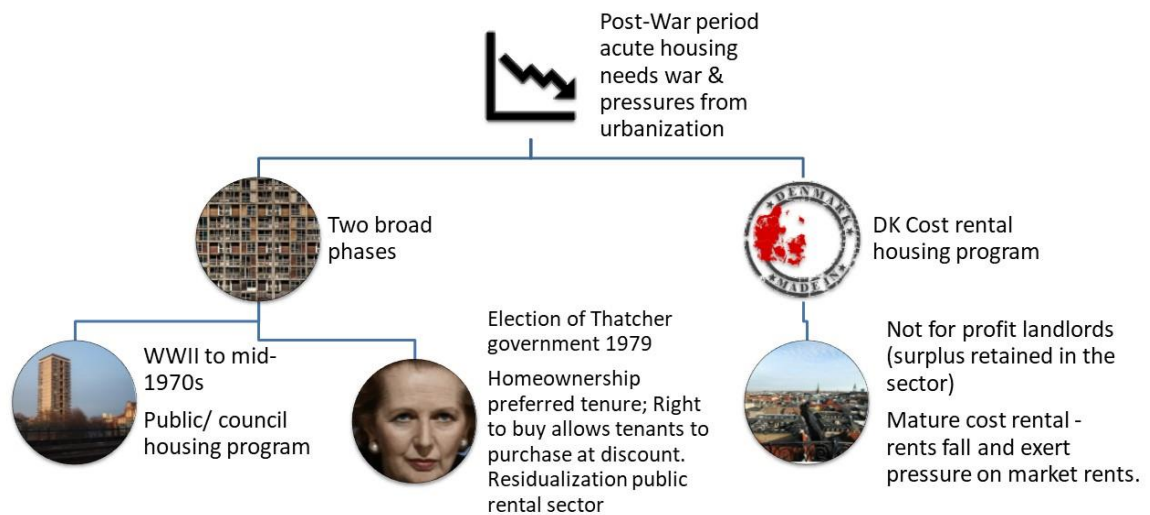 Post-War period
acute housing
needs war &
pressures from
urbanization
Two broad
phases
DENMARK
MADE IN
DK Cost rental
housing program
WWII to mid-
1970s
Public/ council
housing program
Election of Thatcher
government 1979
Homeownership
preferred tenure; Right
to buy allows tenants to
purchase at discount.
Residualization public
rental sector
Not for profit landlords
(surplus retained in the
sector)
Mature cost rental -
rents fall and exert
pressure on market rents.